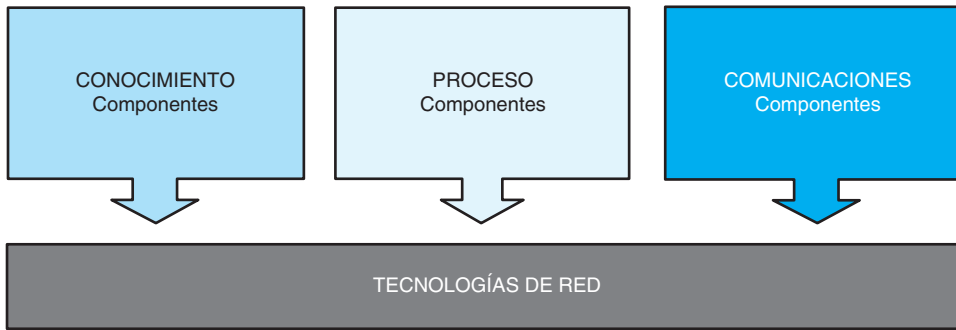 CONOCIMIENTO
Componentes
PROCESO
Componentes
COMUNICACIONES
Componentes
TECNOLOGÍAS DE RED